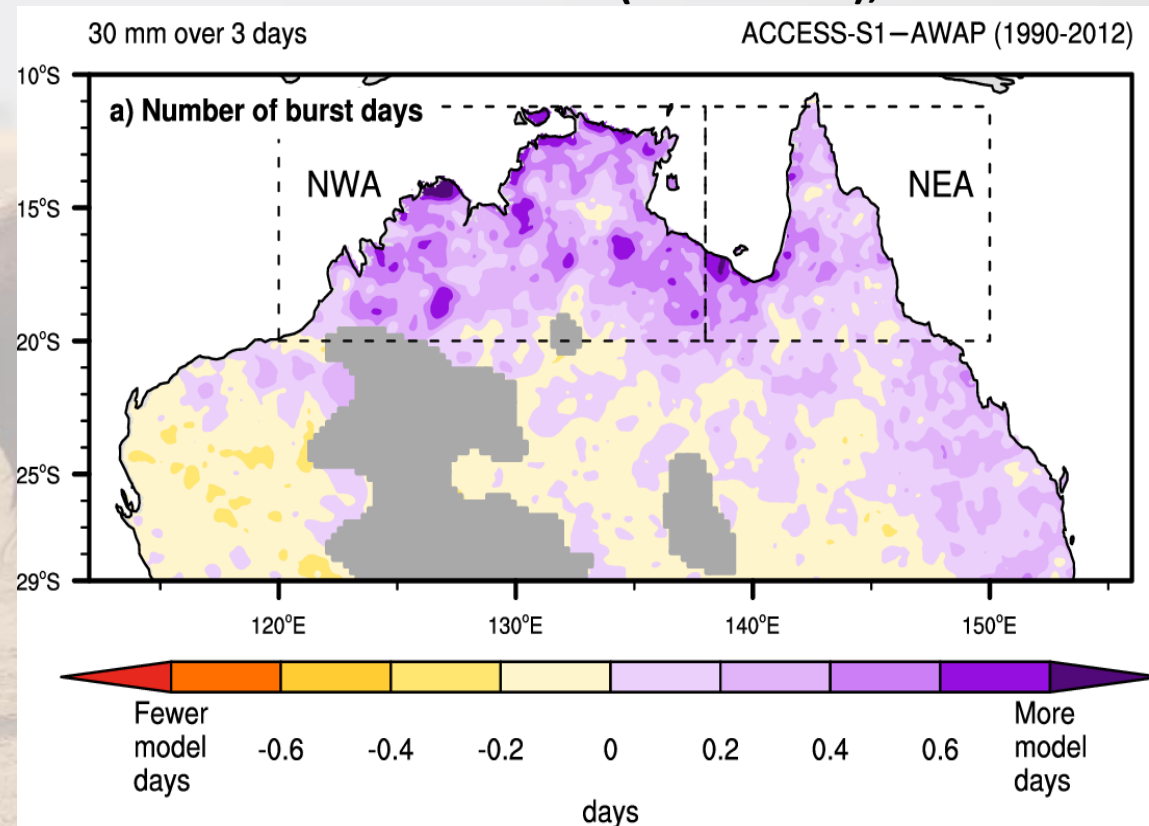 30 mm over 3 days
ACCESS-S1−AWAP (1990-2012)
10°S
a) Number of burst days
NWA
NEA
15°S
20°S
25°S
29°S
120°E 130°E 140°E 150°E
Fewer model days
-0.6 -0.4 -0.2 0 0.2 0.4 0.6
More model days
days